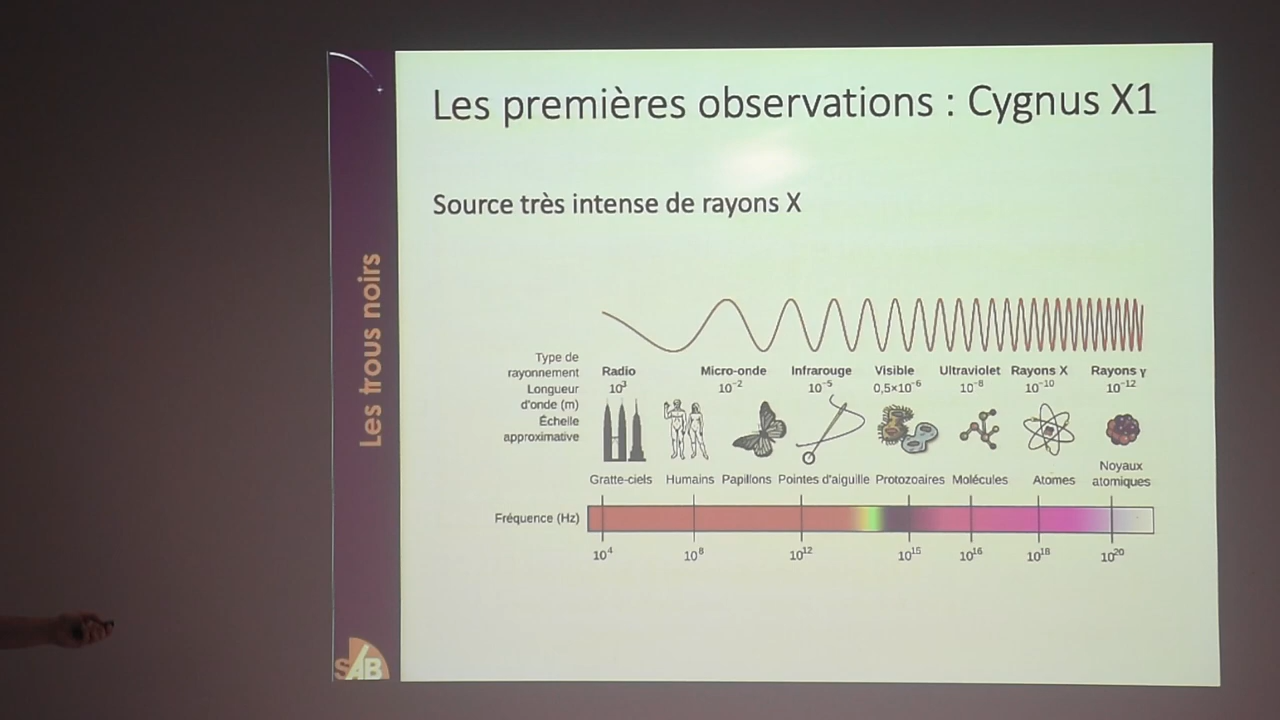 Les premières observations : Cygnus X1
Source très intense de rayons X
Les trous noirs
Type de
rayonnement
Radio Micro-onde Infrarouge Visible Ultraviolet Rayons X Rayons γ
Longueur
d'onde (m)
10³ 10⁻² 10⁻⁵ 0,5×10⁻⁶ 10⁻⁸ 10⁻¹⁰ 10⁻¹²
Échelle
approximative
Gratte-ciels Humains Papillons Pointes d'aiguille Protozoaires Molécules Atomes Noyaux
atomiques
Fréquence (Hz)
10⁴ 10⁸ 10¹² 10¹⁵ 10¹⁶ 10¹⁸ 10²⁰
SAB